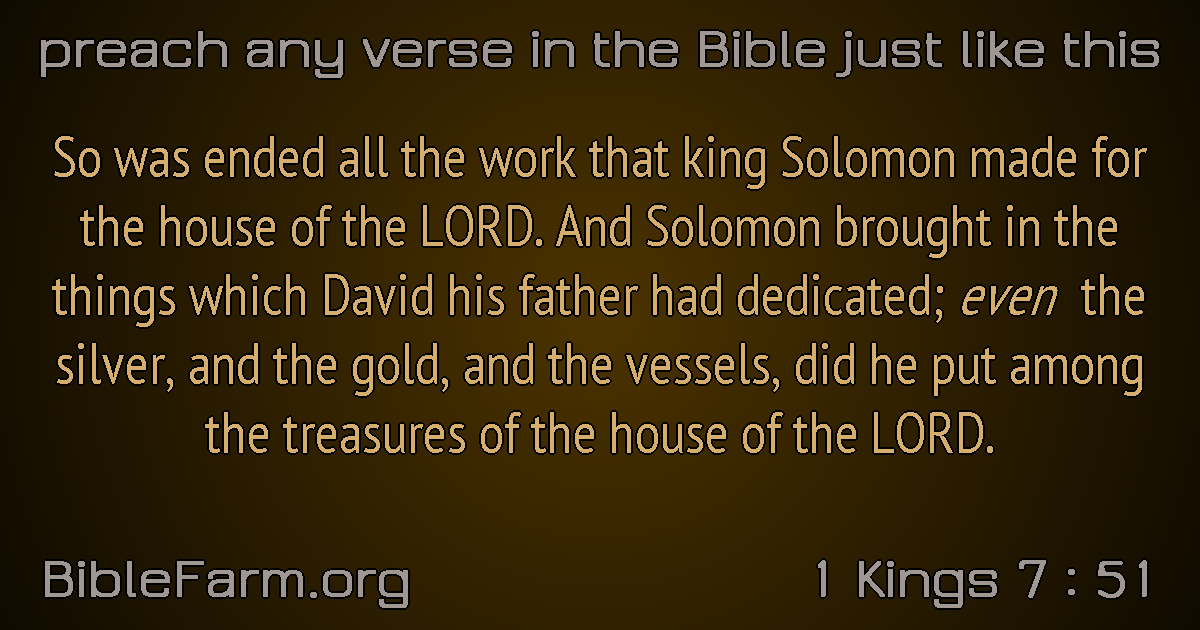 preach any verse in the Bible just like this
So was ended all the work that king Solomon made for
the house of the LORD. And Solomon brought in the
things which David his father had dedicated; even the
silver, and the gold, and the vessels, did he put among
the treasures of the house of the LORD.
BibleFarm.org
1 Kings 7 : 51